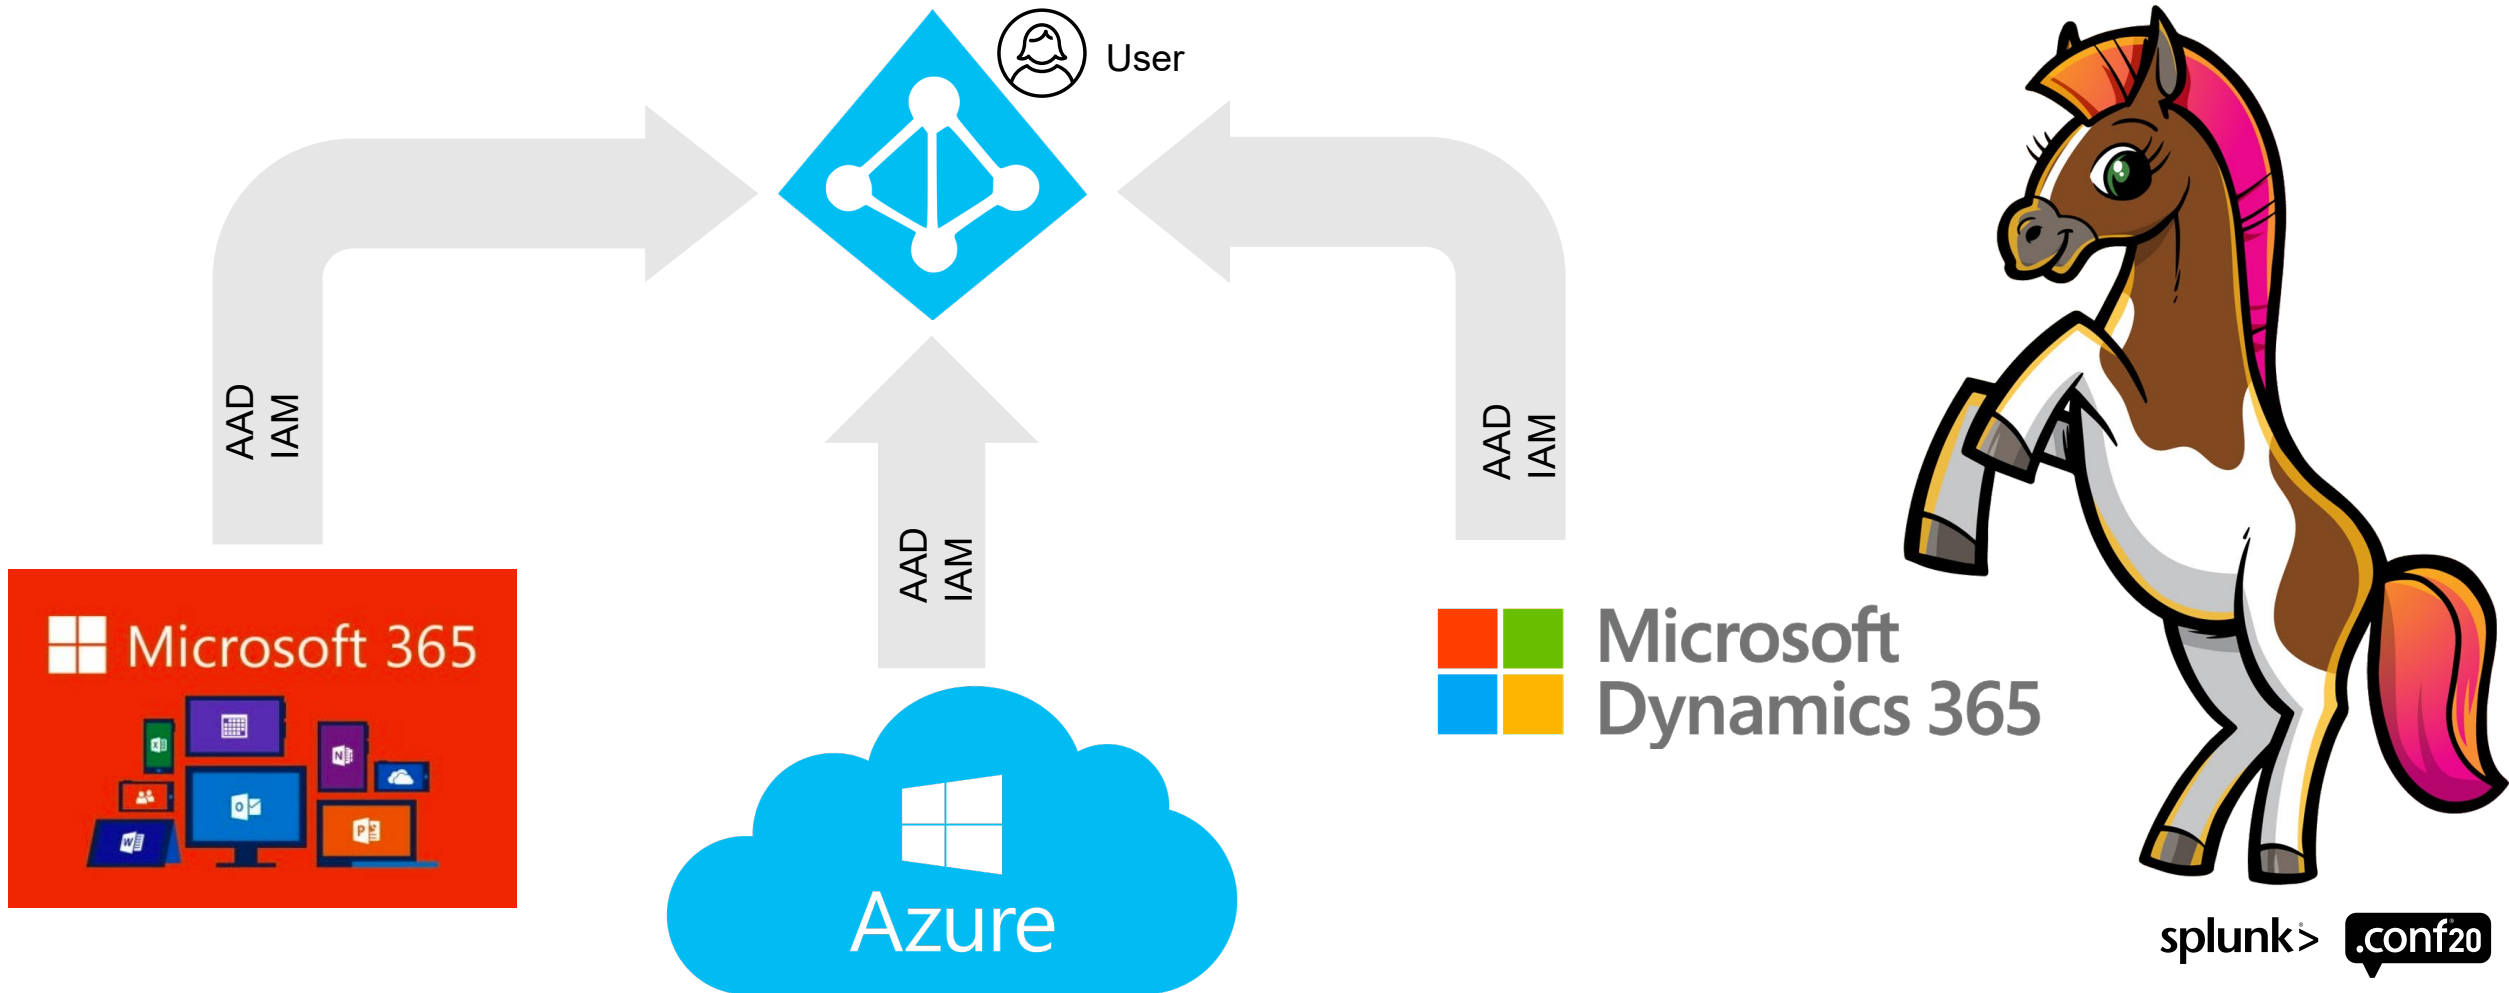 User
AAD
IAM
AAD
IAM
AAD
IAM
Microsoft 365
X
N
O
P
W
Azure
Microsoft
Dynamics 365
splunk>
.conf20